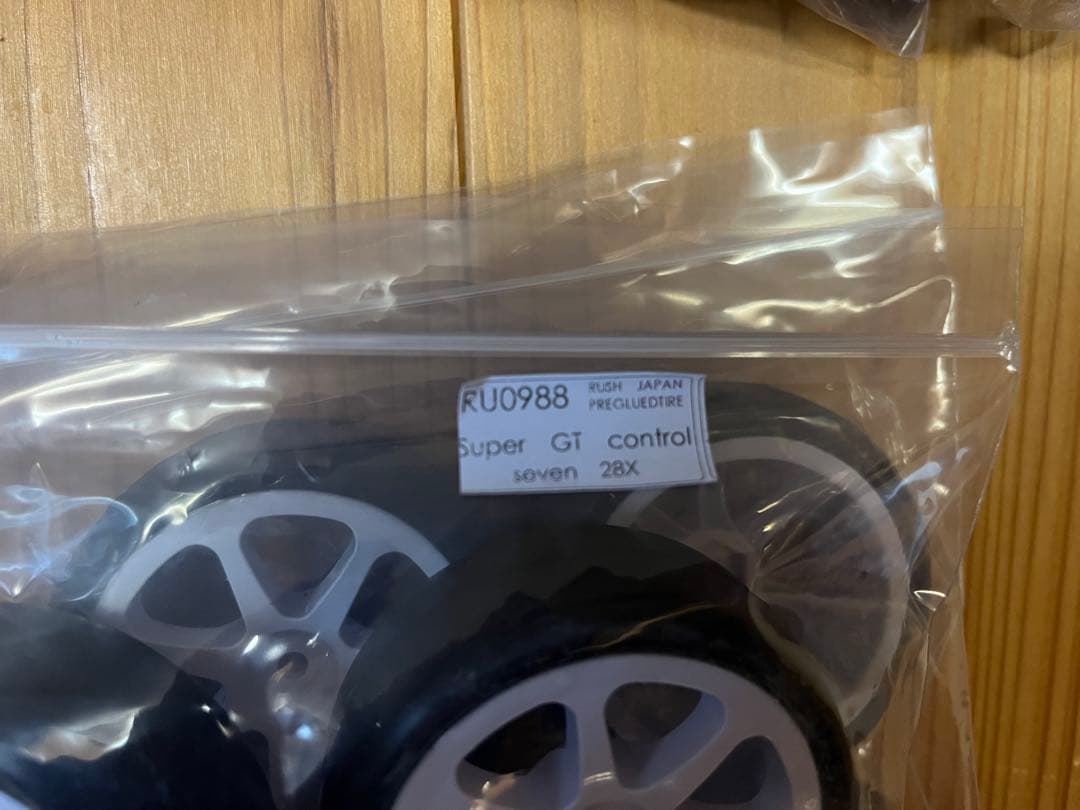 RU0988 RUSH JAPAN
PREGLUEDTIRE
Super GT control
seven 28X